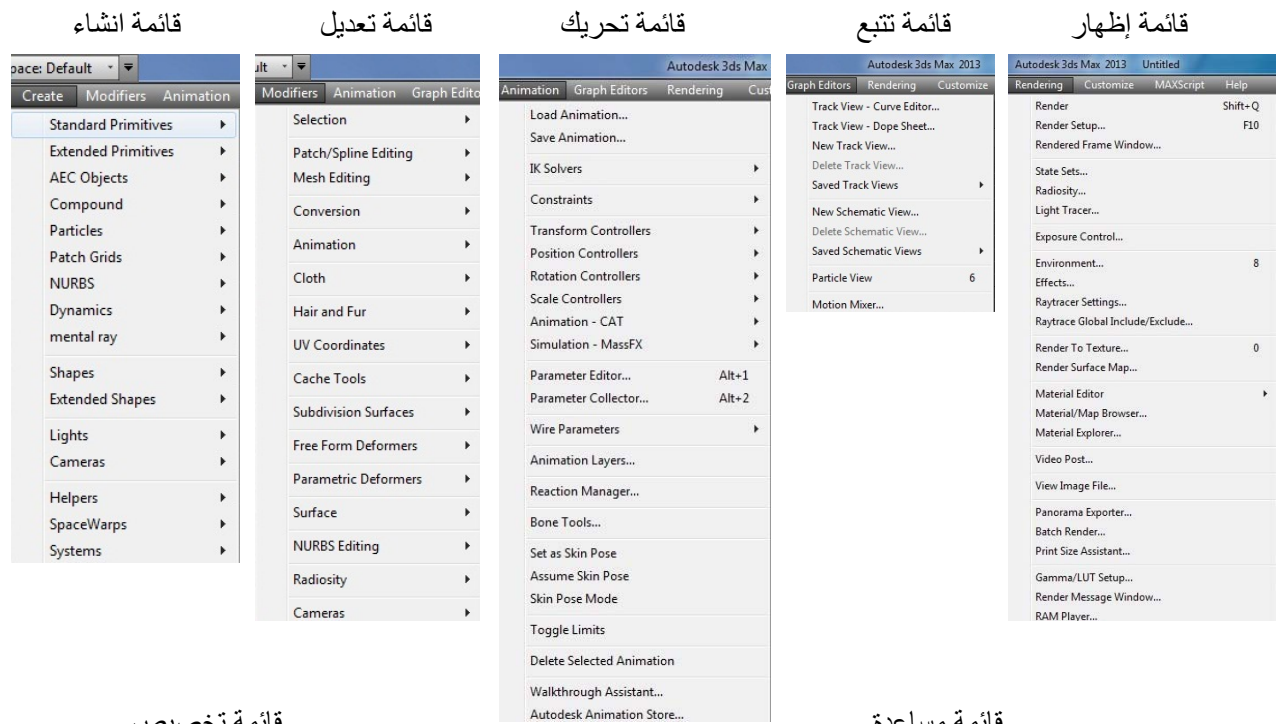 قائمة انشاء
قائمة تعديل
قائمة تحريك
قائمة تتبع
قائمة إظهار
pace: Default
Create Modifiers Animation
Standard Primitives
Extended Primitives
AEC Objects
Compound
Particles
Patch Grids
NURBS
Dynamics
mental ray
Shapes
Extended Shapes
Lights
Cameras
Helpers
SpaceWarps
Systems
ult
Modifiers Animation Graph Edito
Selection
Patch/Spline Editing
Mesh Editing
Conversion
Animation
Cloth
Hair and Fur
UV Coordinates
Cache Tools
Subdivision Surfaces
Free Form Deformers
Parametric Deformers
Surface
NURBS Editing
Radiosity
Cameras
Autodesk 3ds Max
Animation Graph Editors Rendering Cus
Load Animation...
Save Animation...
IK Solvers
Constraints
Transform Controllers
Position Controllers
Rotation Controllers
Scale Controllers
Animation - CAT
Simulation - MassFX
Parameter Editor... Alt+1
Parameter Collector... Alt+2
Wire Parameters
Animation Layers...
Reaction Manager...
Bone Tools...
Set as Skin Pose
Assume Skin Pose
Skin Pose Mode
Toggle Limits
Delete Selected Animation
Walkthrough Assistant...
Autodesk Animation Store...
Autodesk 3ds Max 2013
Graph Editors Rendering Customize
Track View - Curve Editor...
Track View - Dope Sheet...
New Track View...
Delete Track View...
Saved Track Views
New Schematic View...
Delete Schematic View...
Saved Schematic Views
Particle View 6
Motion Mixer...
Autodesk 3ds Max 2013 Untitled
Rendering Customize MAXScript Help
Render Shift+Q
Render Setup... F10
Rendered Frame Window...
State Sets...
Radiosity...
Light Tracer...
Exposure Control...
Environment... 8
Effects...
Raytracer Settings...
Raytrace Global Include/Exclude...
Render To Texture... 0
Render Surface Map...
Material Editor
Material/Map Browser...
Material Explorer...
Video Post...
View Image File...
Panorama Exporter...
Batch Render...
Print Size Assistant...
Gamma/LUT Setup...
Render Message Window...
RAM Player...
قائمة تخصيص
قائمة مساعدة